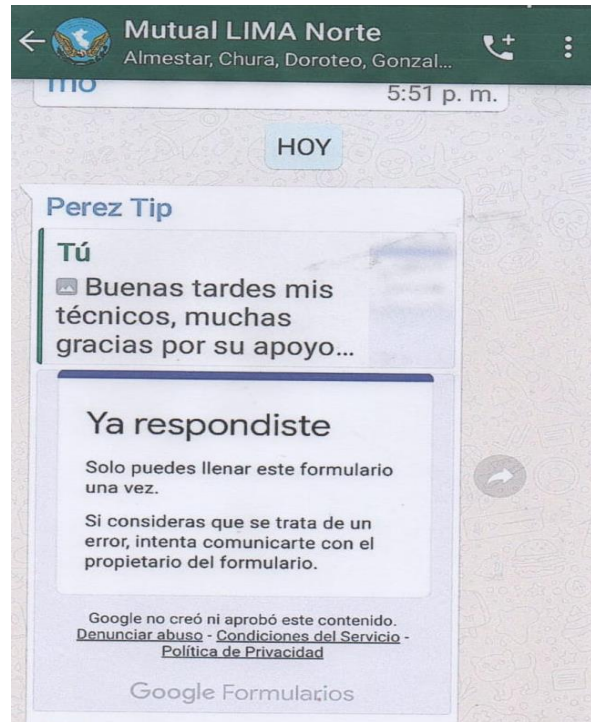 Mutual LIMA Norte
Almestar, Chura, Doroteo, Gonzal...
5:51 p. m.
HOY
Perez Tip
Tú
Buenas tardes mis
técnicos, muchas
gracias por su apoyo...
Ya respondiste
Solo puedes llenar este formulario
una vez.
Si consideras que se trata de un
error, intenta comunicarte con el
propietario del formulario.
Google no creó ni aprobó este contenido.
Denunciar abuso - Condiciones del Servicio -
Política de Privacidad
Google Formularios